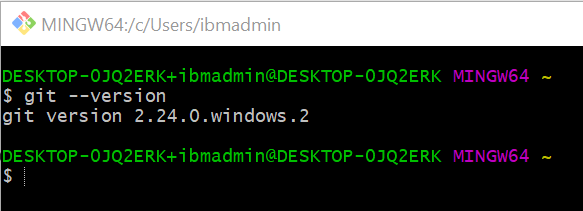 MINGW64:/c/Users/ibmadmin
DESKTOP-OJQ2ERK+ibmadmin@DESKTOP-OJQ2ERK MINGW64 ~
$ git --version
git version 2.24.0.windows.2
DESKTOP-OJQ2ERK+ibmadmin@DESKTOP-OJQ2ERK MINGW64 ~
$